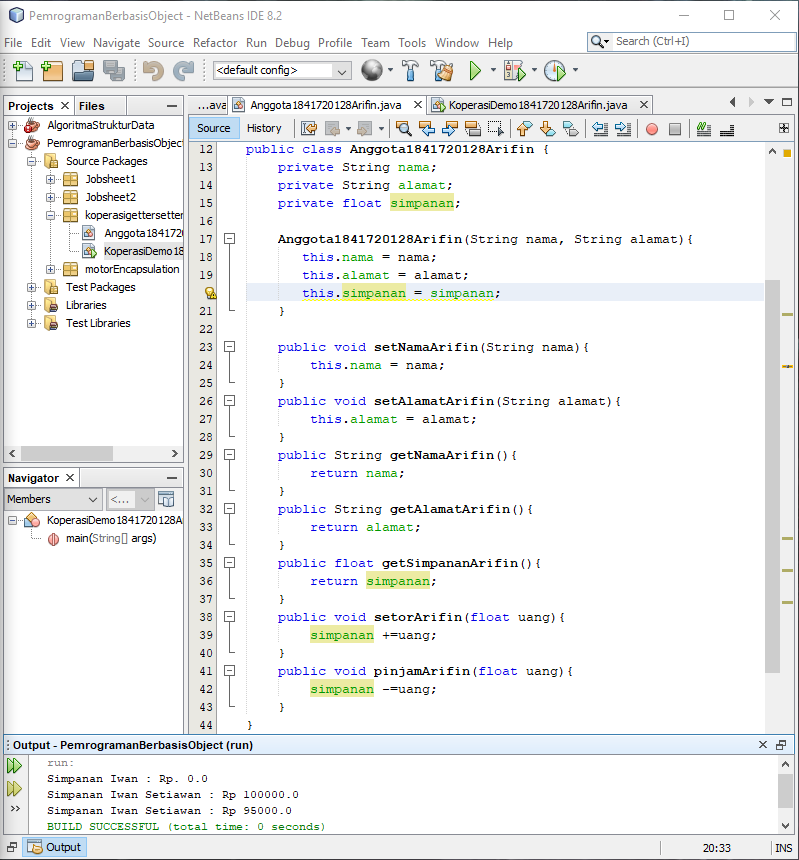 PemrogramanBerbasisObject - NetBeans IDE 8.2
File Edit View Navigate Source Refactor Run Debug Profile Team Tools Window Help
Search (Ctrl+I)
<default config>
Projects Files
...ava Anggota1841720128Arifin.java KoperasiDemo1841720128Arifin.java
AlgoritmaStrukturData
PemrogramanBerbasisObject
Source Packages
Jobsheet1
Jobsheet2
koperasigettersetter
Anggota18417
KoperasiDemo18
motorEncapsulation
Test Packages
Libraries
Test Libraries
Navigator
Members <...
KoperasiDemo1841720128A
main(String[] args)
Source History
12 public class Anggota1841720128Arifin {
13 private String nama;
14 private String alamat;
15 private float simpanan;
16
17 Anggota1841720128Arifin(String nama, String alamat){
18 this.nama = nama;
19 this.alamat = alamat;
this.simpanan = simpanan;
21 }
22
23 public void setNamaArifin(String nama){
24 this.nama = nama;
25 }
26 public void setAlamatArifin(String alamat){
27 this.alamat = alamat;
28 }
29 public String getNamaArifin(){
30 return nama;
31 }
32 public String getAlamatArifin(){
33 return alamat;
34 }
35 public float getSimpananArifin(){
36 return simpanan;
37 }
38 public void setorArifin(float uang){
39 simpanan +=uang;
40 }
41 public void pinjamArifin(float uang){
42 simpanan -=uang;
43 }
44 }
Output - PemrogramanBerbasisObject (run)
run:
Simpanan Iwan : Rp. 0.0
Simpanan Iwan Setiawan : Rp 100000.0
Simpanan Iwan Setiawan : Rp 95000.0
BUILD SUCCESSFUL (total time: 0 seconds)
Output
20:33 INS